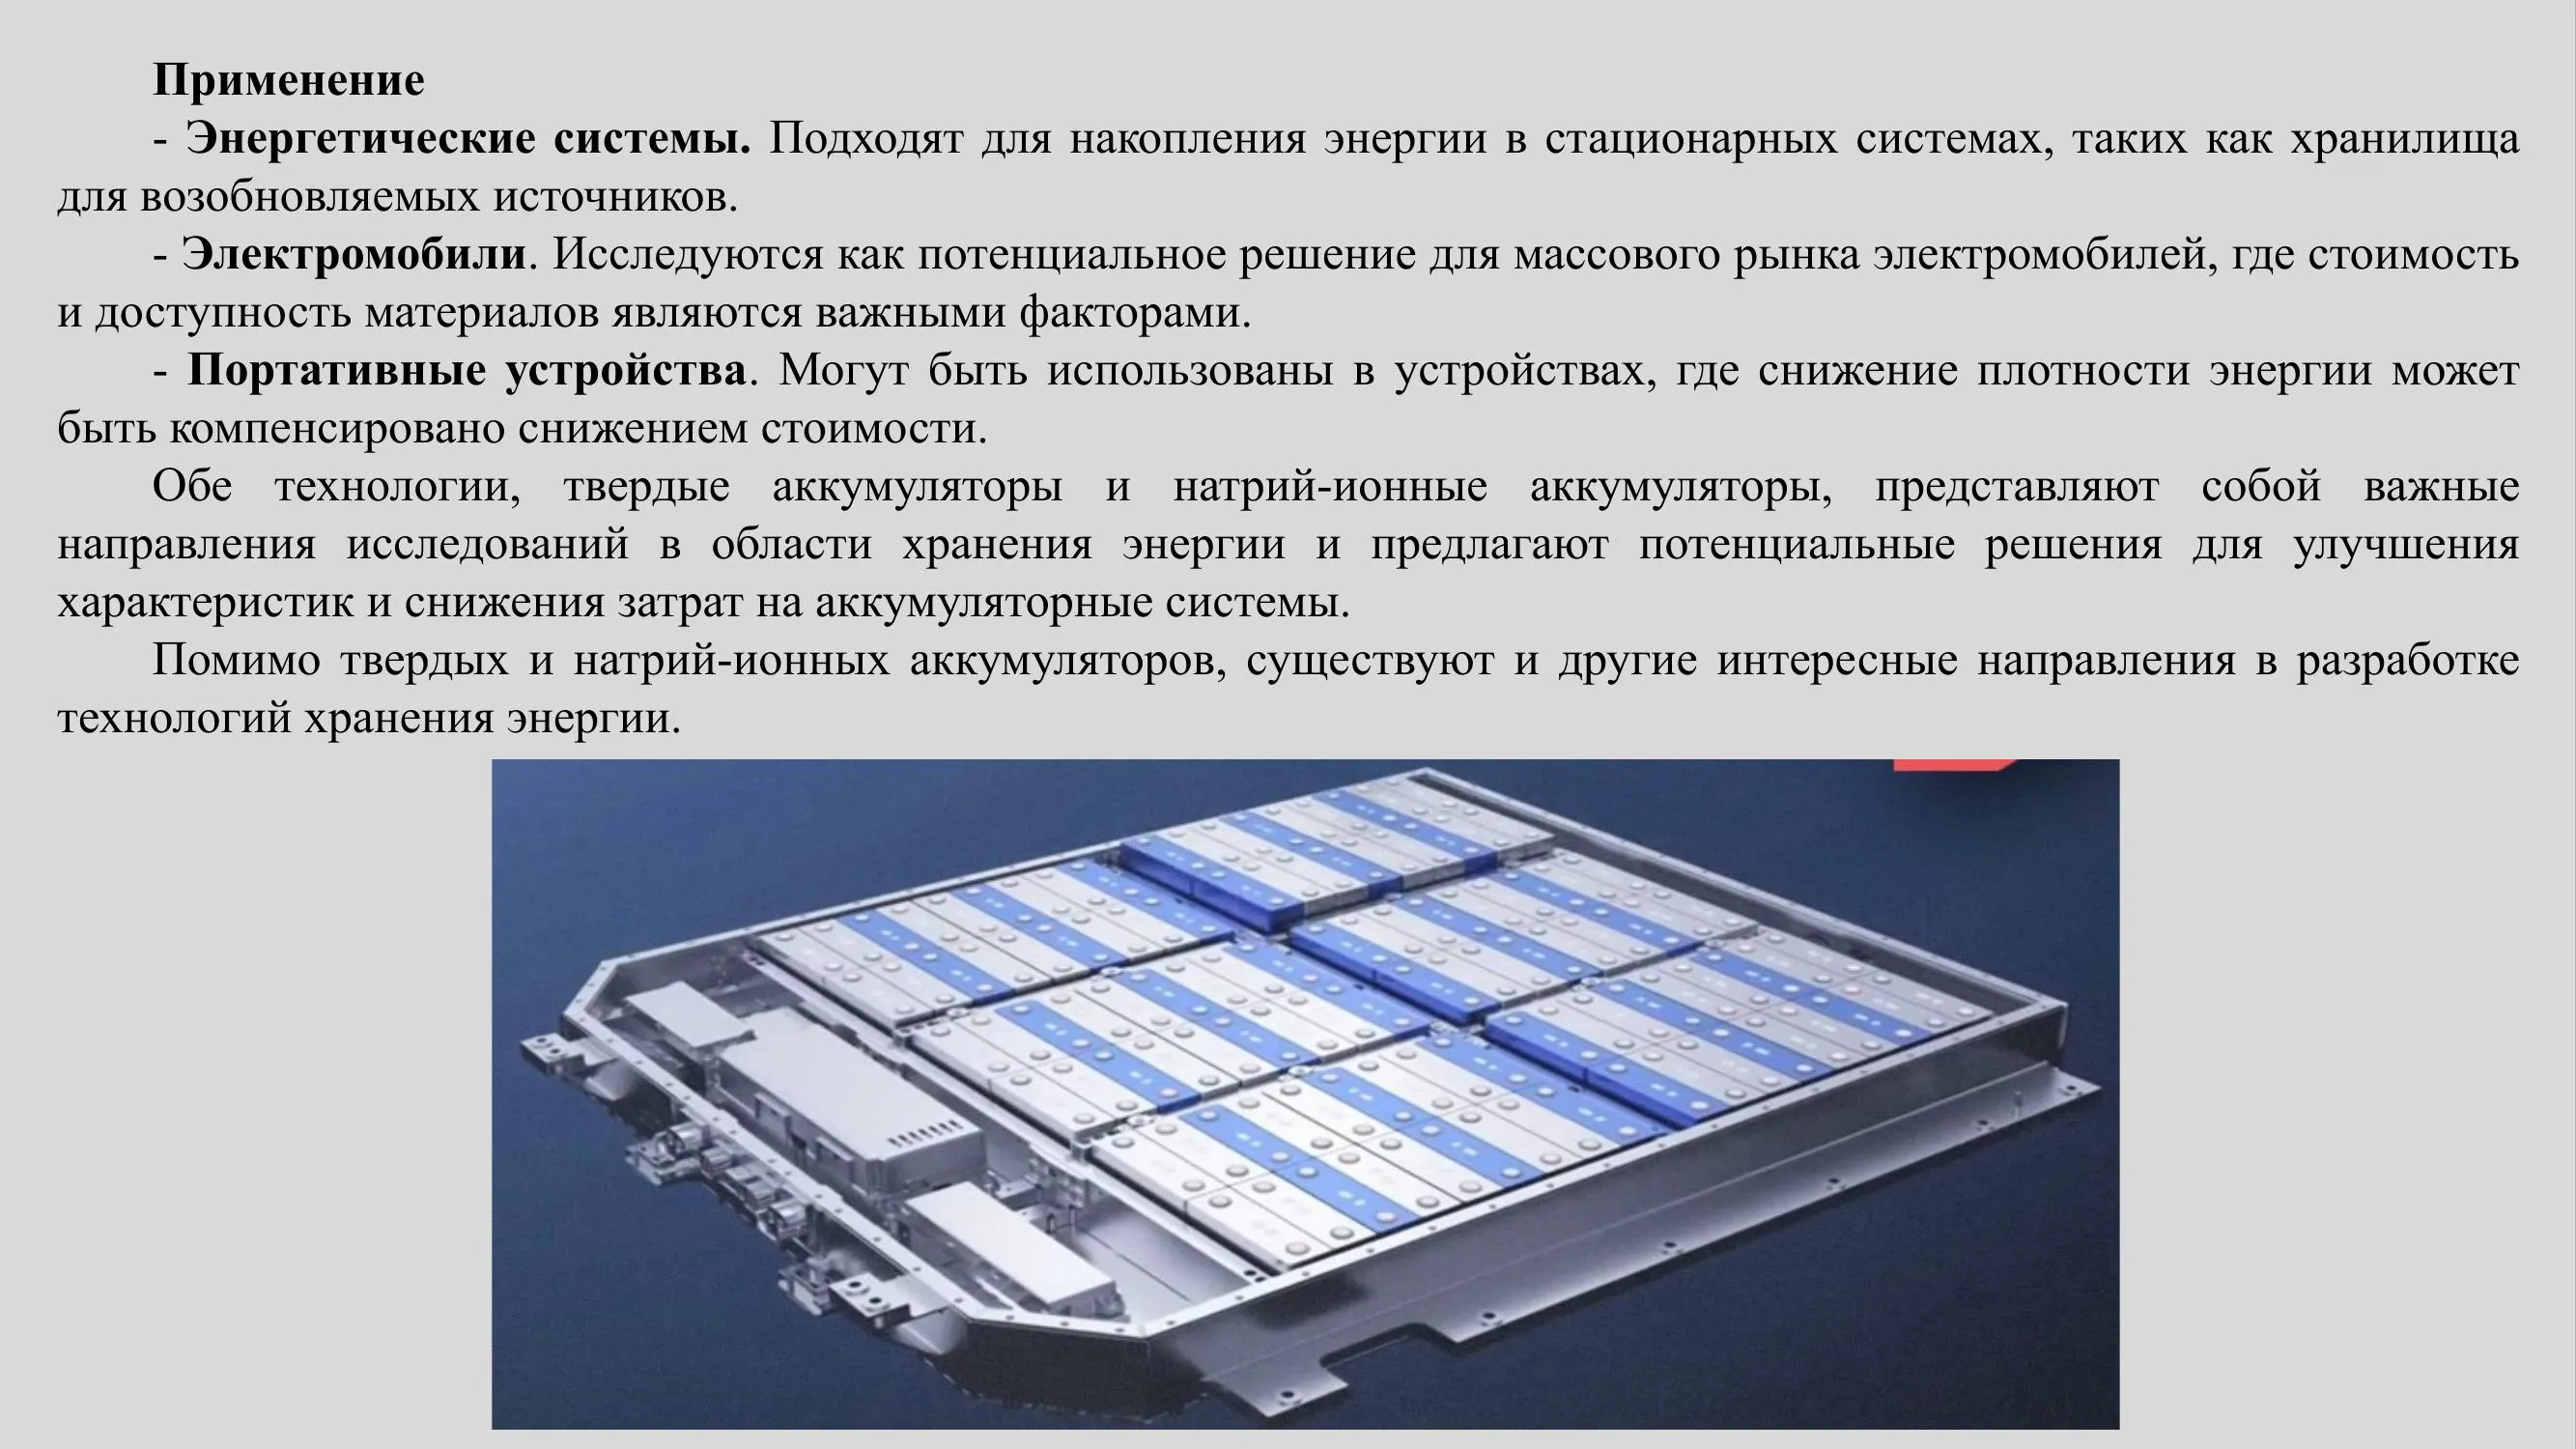 Применение
- Энергетические системы. Подходят для накопления энергии в стационарных системах, таких как хранилища
для возобновляемых источников.
- Электромобили. Исследуются как потенциальное решение для массового рынка электромобилей, где стоимость
и доступность материалов являются важными факторами.
- Портативные устройства. Могут быть использованы в устройствах, где снижение плотности энергии может
быть компенсировано снижением стоимости.
Обе технологии, твердые аккумуляторы и натрий-ионные аккумуляторы, представляют собой важные
направления исследований в области хранения энергии и предлагают потенциальные решения для улучшения
характеристик и снижения затрат на аккумуляторные системы.
Помимо твердых и натрий-ионных аккумуляторов, существуют и другие интересные направления в разработке
технологий хранения энергии.